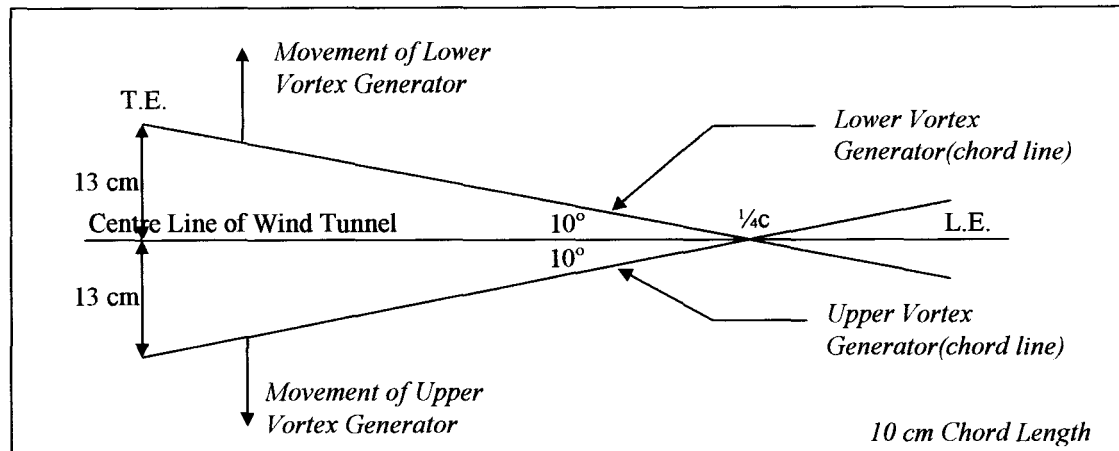 Movement of Lower
Vortex Generator
T.E.
Lower Vortex
Generator(chord line)
13 cm
Centre Line of Wind Tunnel
10°
¼c
L.E.
10°
13 cm
Upper Vortex
Generator(chord line)
Movement of Upper
Vortex Generator
10 cm Chord Length